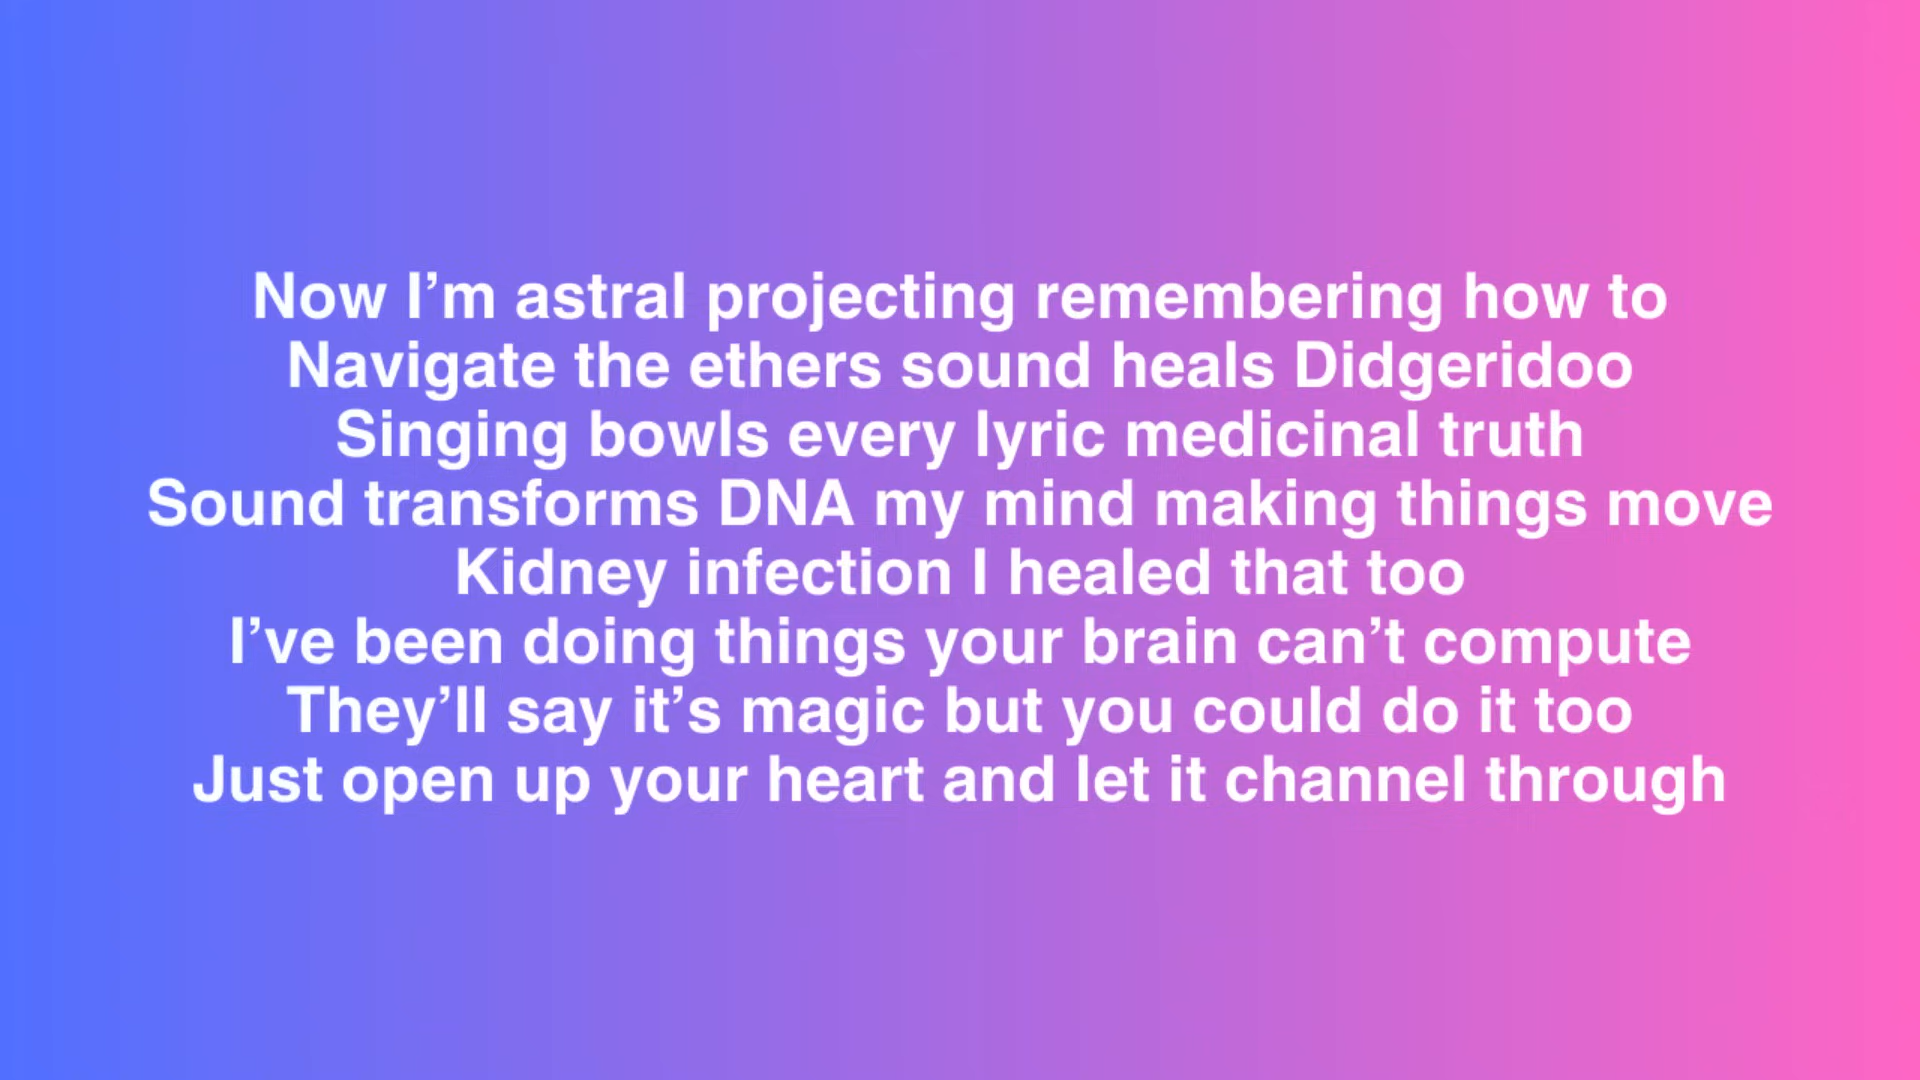 Now I’m astral projecting remembering how to
Navigate the ethers sound heals Didgeridoo
Singing bowls every lyric medicinal truth
Sound transforms DNA my mind making things move
Kidney infection I healed that too
I’ve been doing things your brain can’t compute
They’ll say it’s magic but you could do it too
Just open up your heart and let it channel through